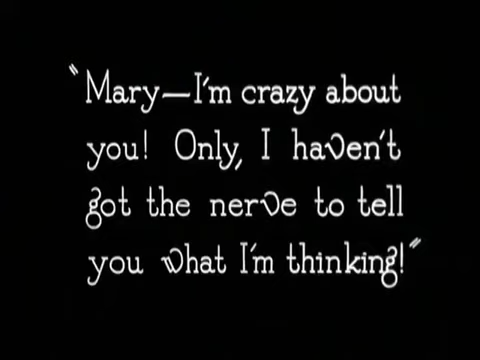 "Mary—I'm crazy about
you! Only, I haven't
got the nerve to tell
you what I'm thinking!"